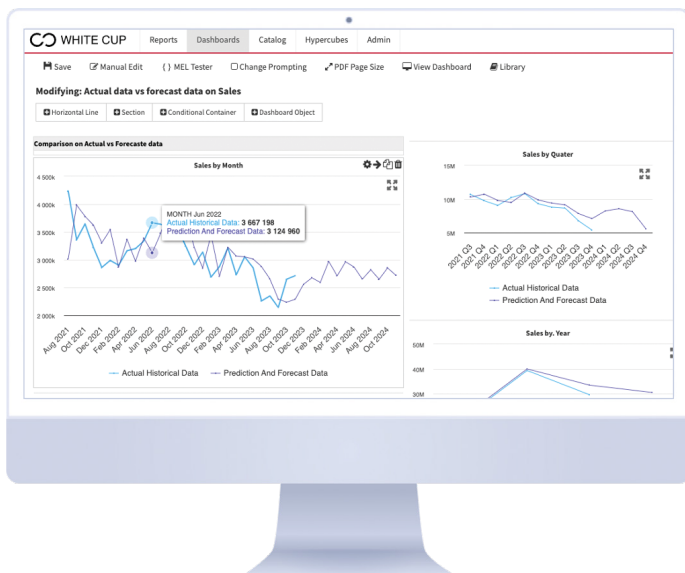 WHITE CUP
Reports Dashboards Catalog Hypercubes Admin
Save Manual Edit { } MEL Tester Change Prompting PDF Page Size View Dashboard Library
Modifying: Actual data vs forecast data on Sales
Horizontal Line Section Conditional Container Dashboard Object
Comparison on Actual vs Forecaste data
Sales by Month
4 500k
4 000k
3 500k
3 000k
2 500k
2 000k
MONTH Jun 2022
Actual Historical Data: 3 667 198
Prediction And Forecast Data: 3 124 960
Aug 2021 Oct 2021 Dec 2021 Feb 2022 Apr 2022 Jun 2022 Aug 2022 Oct 2022 Dec 2022 Feb 2023 Apr 2023 Jun 2023 Aug 2023 Oct 2023 Dec 2023 Feb 2024 Apr 2024 Jun 2024 Aug 2024 Oct 2024
Actual Historical Data Prediction And Forecast Data
Sales by Quater
15M
10M
5M
2021 Q3 2021 Q4 2022 Q1 2022 Q2 2022 Q3 2022 Q4 2023 Q1 2023 Q2 2023 Q3 2023 Q4 2024 Q1 2024 Q2 2024 Q3 2024 Q4
Actual Historical Data
Prediction And Forecast Data
Sales by. Year
50M
40M
30M